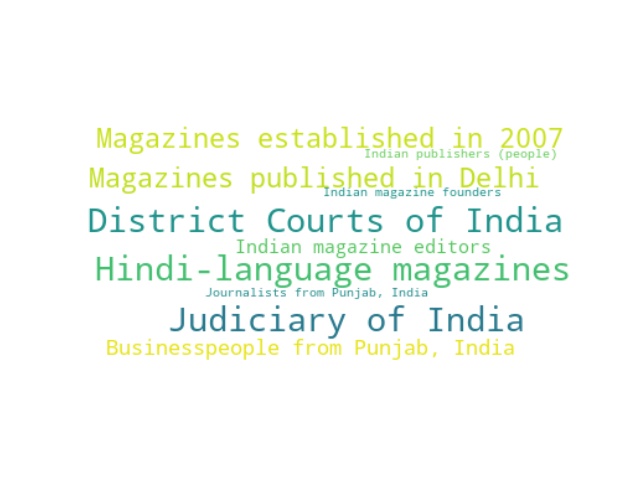 Magazines established in 2007
Indian publishers (people)
Magazines published in Delhi
Indian magazine founders
District Courts of India
Indian magazine editors
Hindi-language magazines
Journalists from Punjab, India
Judiciary of India
Businesspeople from Punjab, India